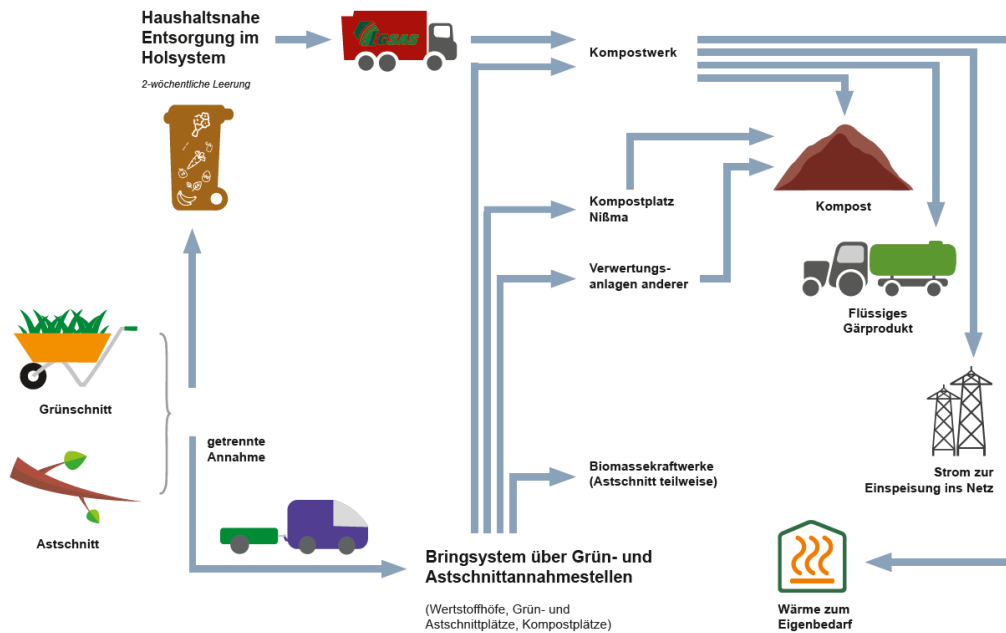 Haushaltsnahe
Entsorgung im
Holsystem
2-wöchentliche Leerung
EGSAS
Kompostwerk
Kompost
Kompostplatz
Nißma
Verwertungs-
anlagen anderer
Flüssiges
Gärprodukt
Grünschnitt
getrennte
Annahme
Astschnitt
Biomassekraftwerke
(Astschnitt teilweise)
Strom zur
Einspeisung ins Netz
Bringsystem über Grün- und
Astschnittannahmestellen
(Wertstoffhöfe, Grün- und
Astschnittplätze, Kompostplätze)
Wärme zum
Eigenbedarf